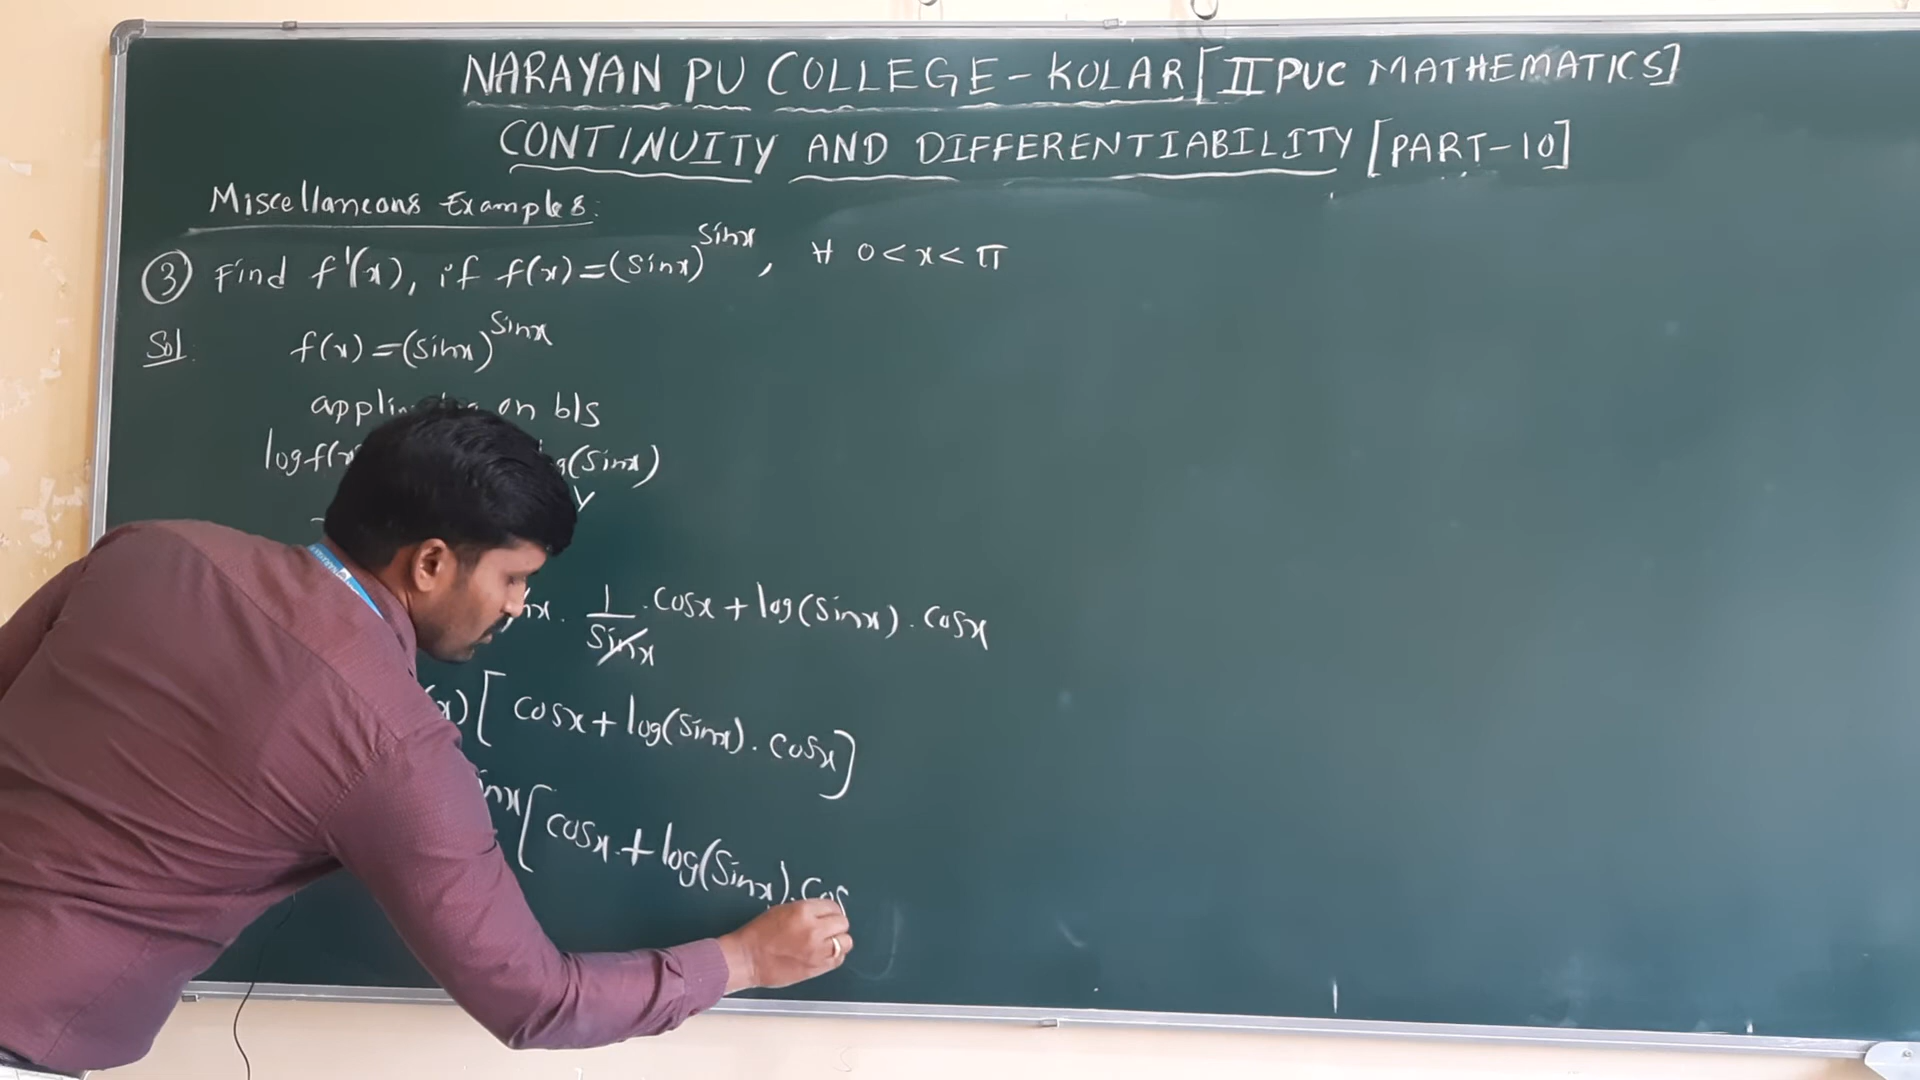 NARAYAN PU COLLEGE - KOLAR [II PUC MATHEMATICS]
CONTINUITY AND DIFFERENTIABILITY [PART-10]
Miscellaneous Examples:
③ Find f'(x), if f(x)=(sinx)^sinx, ∀ 0<x<π
Sol. f(x)=(sinx)^sinx
on b/s
logf(x (sinx)
. 1/sinx . cosx + log(sinx) . cosx
x) [cosx + log(sinx) . cosx]
[cosx + log(sinx) . cos